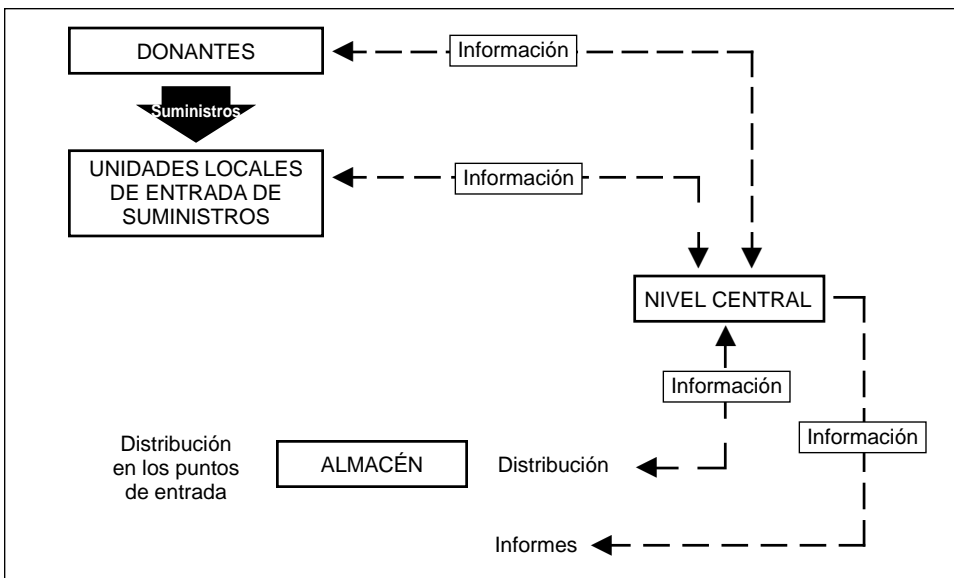 DONANTES
Información
Suministros
UNIDADES LOCALES
DE ENTRADA DE
SUMINISTROS
Información
NIVEL CENTRAL
Información
Información
Distribución
en los puntos
de entrada
ALMACÉN
Distribución
Informes